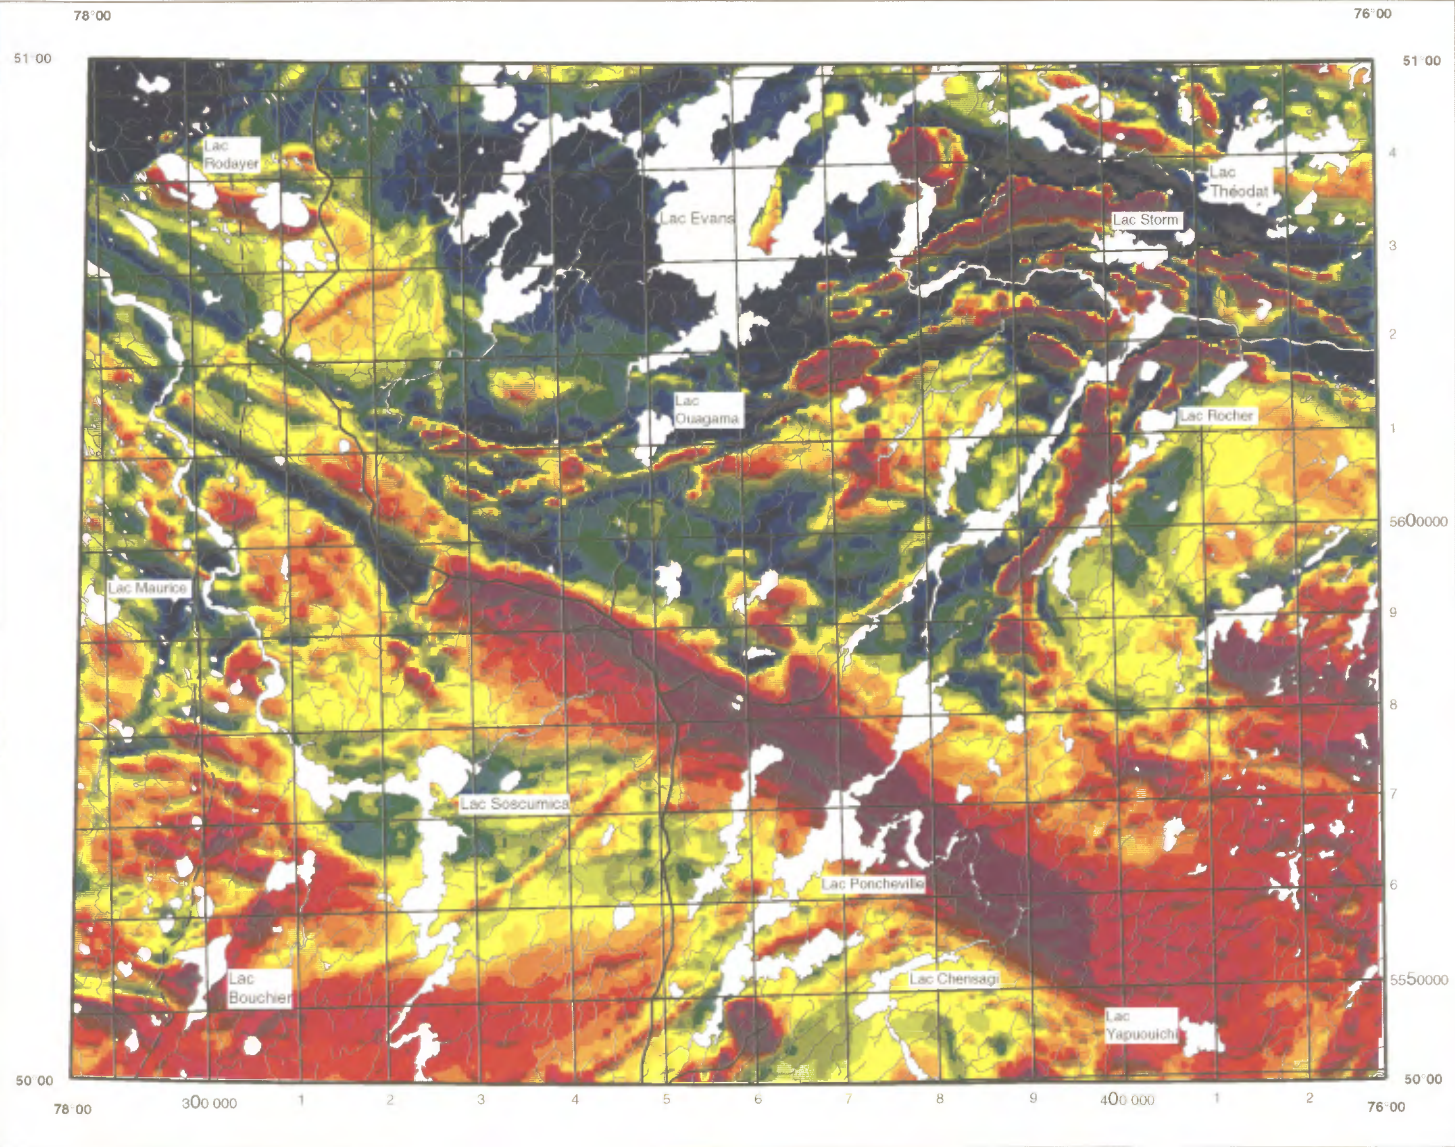 78°00
76°00
51°00
51°00
Lac
Rodayer
4
Lac
Théodat
Lac Evans
Lac Storm
3
2
Lac
Ouagama
Lac Rocher
1
5600000
Lac Maurice
9
8
7
Lac Soscumica
Lac Poncheville
6
Lac
Bouchier
Lac Chensagi
5550000
Lac
Yapuouichi
50°00
50°00
78°00
300 000
1
2
3
4
5
6
7
8
9
400 000
1
2
76°00